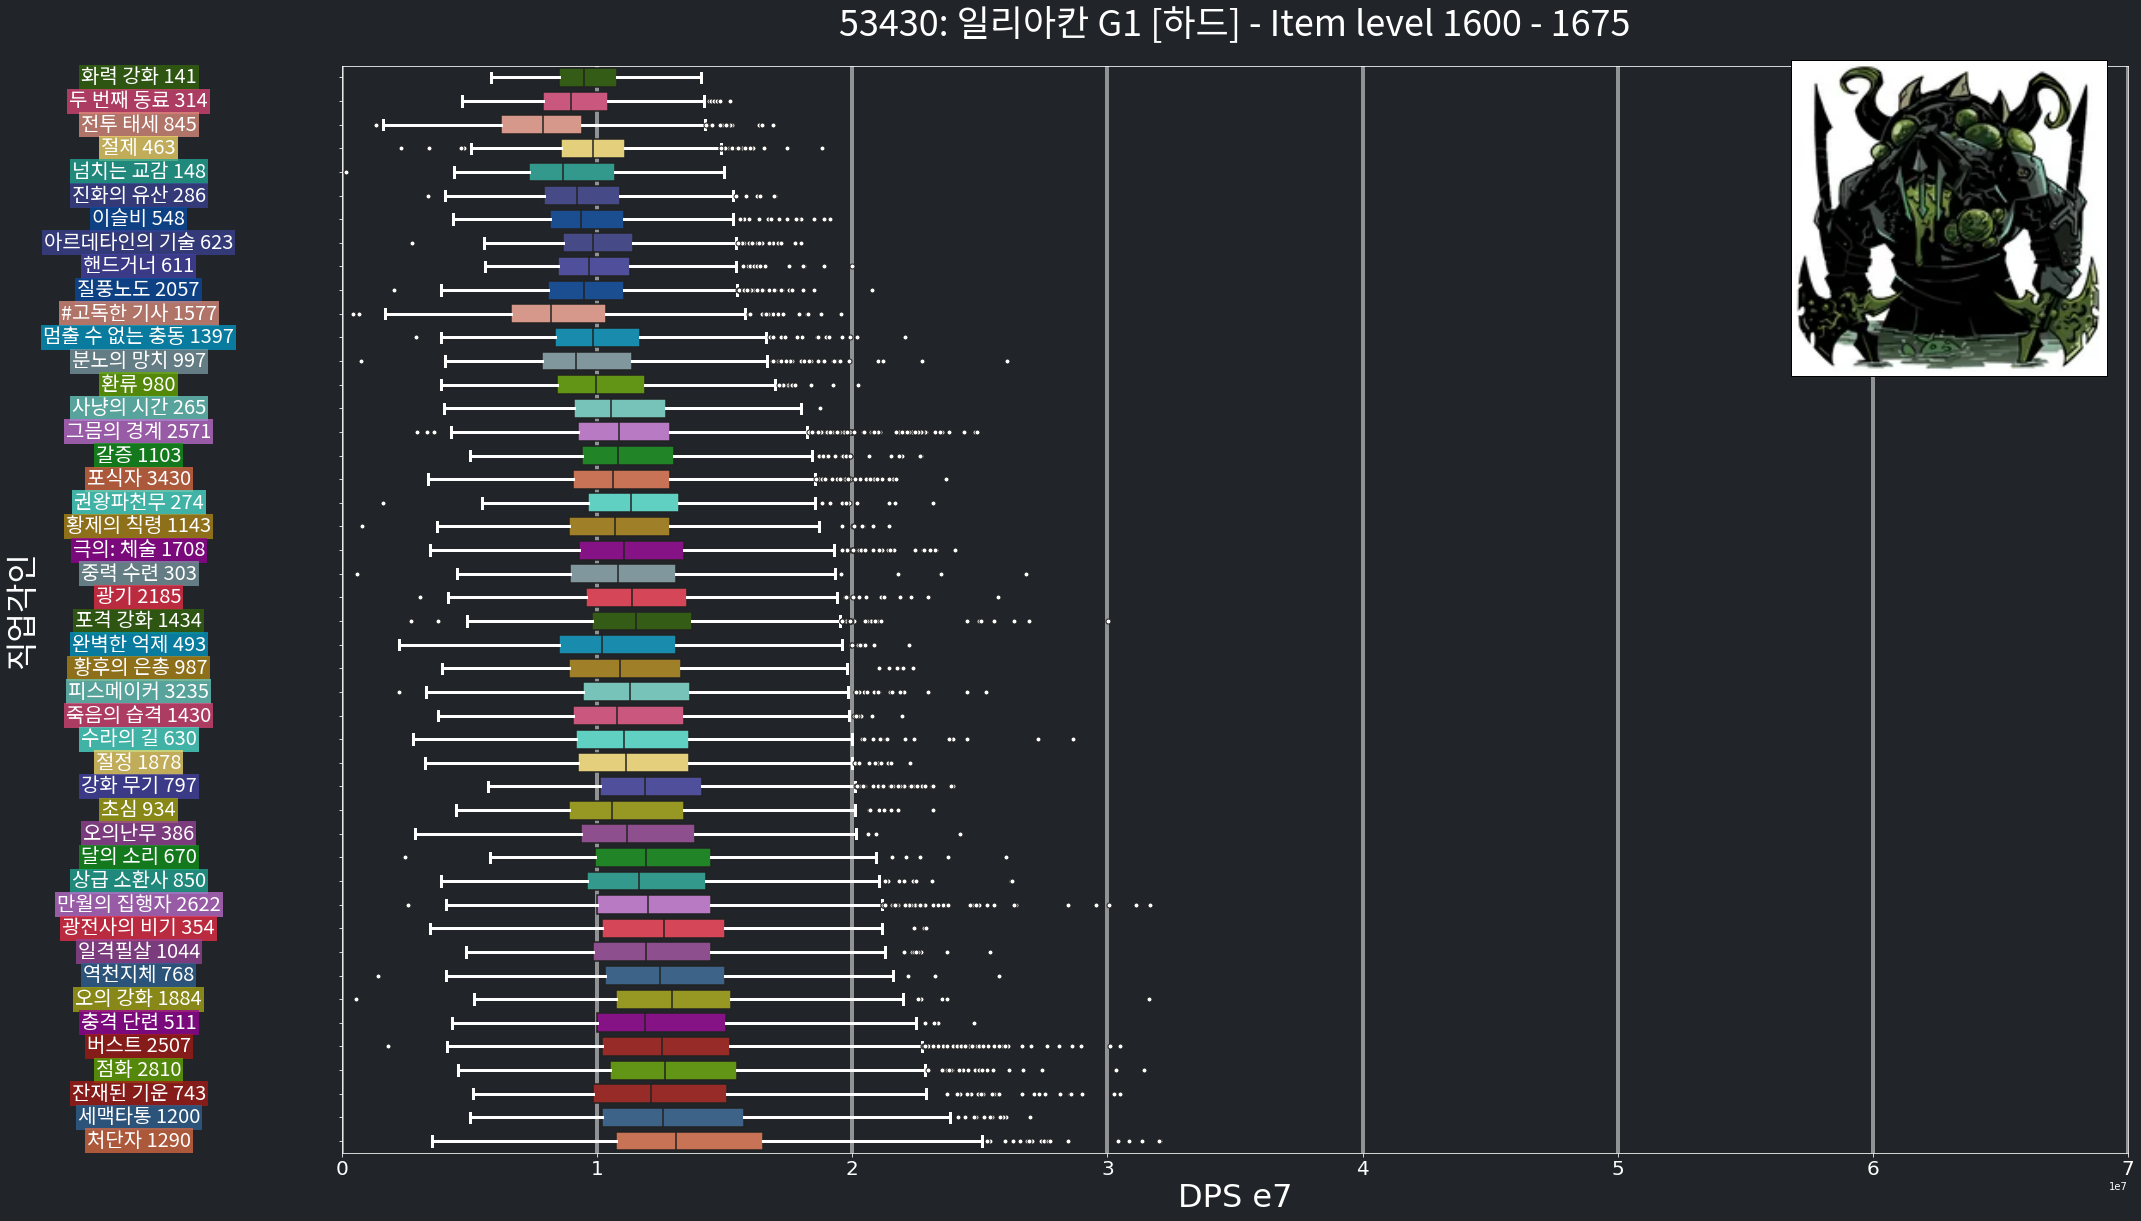 53430: 일리아칸 G1 [하드] - Item level 1600 - 1675
화력 강화 141
두 번째 동료 314
전투 태세 845
절제 463
넘치는 교감 148
진화의 유산 286
이슬비 548
아르데타인의 기술 623
핸드거너 611
질풍노도 2057
#고독한 기사 1577
멈출 수 없는 충동 1397
분노의 망치 997
환류 980
사냥의 시간 265
그믐의 경계 2571
갈증 1103
포식자 3430
권왕파천무 274
황제의 칙령 1143
극의: 체술 1708
중력 수련 303
광기 2185
포격 강화 1434
완벽한 억제 493
황후의 은총 987
피스메이커 3235
죽음의 습격 1430
수라의 길 630
절정 1878
강화 무기 797
초심 934
오의난무 386
달의 소리 670
상급 소환사 850
만월의 집행자 2622
광전사의 비기 354
일격필살 1044
역천지체 768
오의 강화 1884
충격 단련 511
버스트 2507
점화 2810
잔재된 기운 743
세맥타통 1200
처단자 1290
직업각인
0 1 2 3 4 5 6 7
1e7
DPS e7